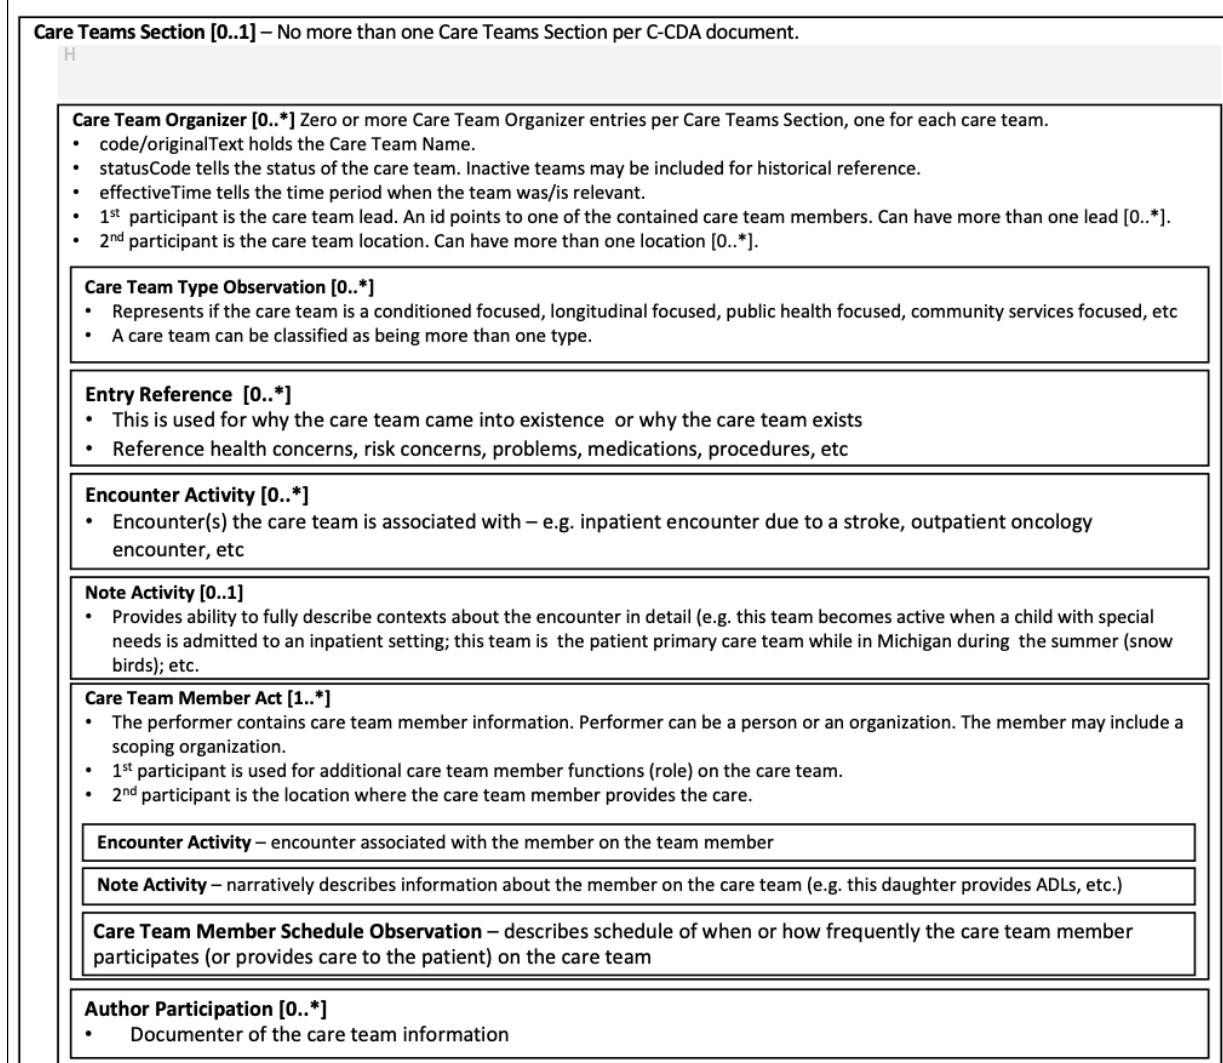 Care Teams Section [0..1] – No more than one Care Teams Section per C-CDA document.
H
Care Team Organizer [0..*] Zero or more Care Team Organizer entries per Care Teams Section, one for each care team.
• code/originalText holds the Care Team Name.
• statusCode tells the status of the care team. Inactive teams may be included for historical reference.
• effectiveTime tells the time period when the team was/is relevant.
• 1st participant is the care team lead. An id points to one of the contained care team members. Can have more than one lead [0..*].
• 2nd participant is the care team location. Can have more than one location [0..*].
Care Team Type Observation [0..*]
• Represents if the care team is a conditioned focused, longitudinal focused, public health focused, community services focused, etc
• A care team can be classified as being more than one type.
Entry Reference [0..*]
• This is used for why the care team came into existence or why the care team exists
• Reference health concerns, risk concerns, problems, medications, procedures, etc
Encounter Activity [0..*]
• Encounter(s) the care team is associated with – e.g. inpatient encounter due to a stroke, outpatient oncology
encounter, etc
Note Activity [0..1]
• Provides ability to fully describe contexts about the encounter in detail (e.g. this team becomes active when a child with special
needs is admitted to an inpatient setting; this team is the patient primary care team while in Michigan during the summer (snow
birds); etc.
Care Team Member Act [1..*]
• The performer contains care team member information. Performer can be a person or an organization. The member may include a
scoping organization.
• 1st participant is used for additional care team member functions (role) on the care team.
• 2nd participant is the location where the care team member provides the care.
Encounter Activity – encounter associated with the member on the team member
Note Activity – narratively describes information about the member on the care team (e.g. this daughter provides ADLs, etc.)
Care Team Member Schedule Observation – describes schedule of when or how frequently the care team member
participates (or provides care to the patient) on the care team
Author Participation [0..*]
• Documenter of the care team information